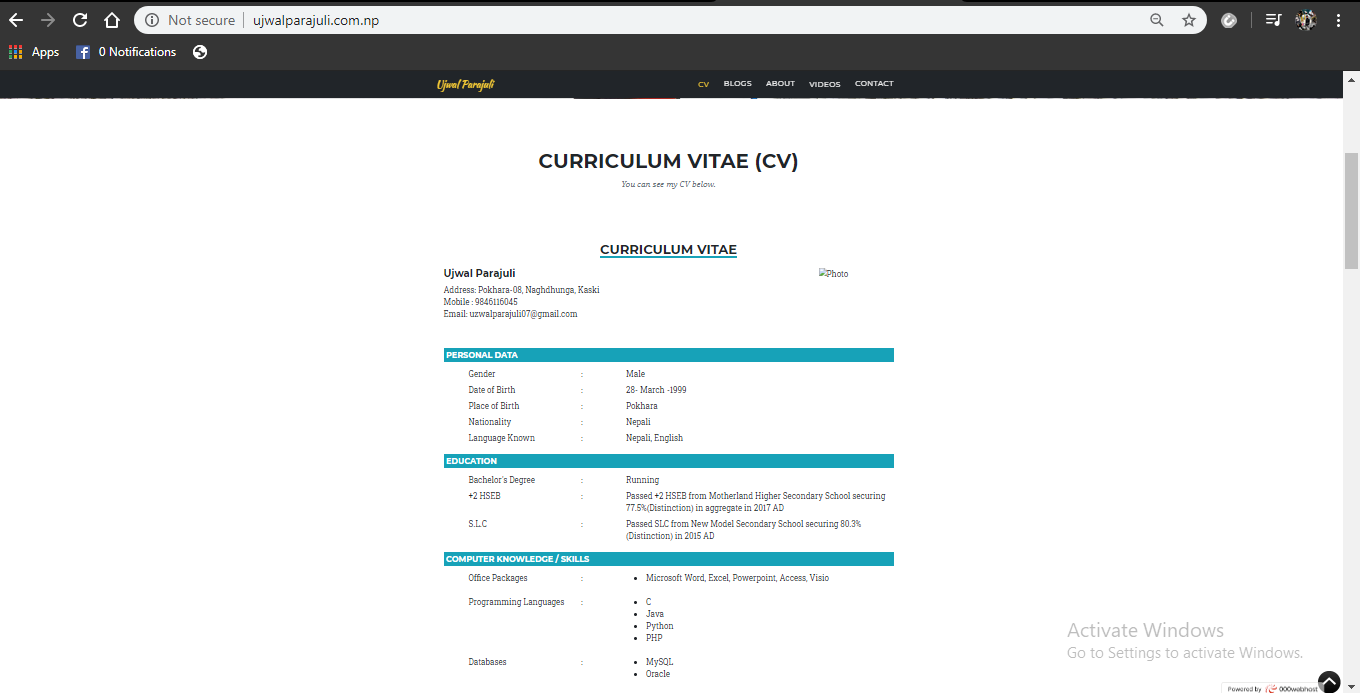 Not secure ujwalparajuli.com.np
Apps 0 Notifications
Ujwal Parajuli CV BLOGS ABOUT VIDEOS CONTACT
CURRICULUM VITAE (CV)
You can see my CV below.
CURRICULUM VITAE
Ujwal Parajuli Photo
Address: Pokhara-08, Naghdhunga, Kaski
Mobile : 9846116045
Email: uzwalparajuli07@gmail.com
PERSONAL DATA
Gender : Male
Date of Birth : 28- March -1999
Place of Birth : Pokhara
Nationality : Nepali
Language Known : Nepali, English
EDUCATION
Bachelor's Degree : Running
+2 HSEB : Passed +2 HSEB from Motherland Higher Secondary School securing
77.5%(Distinction) in aggregate in 2017 AD
S.L.C : Passed SLC from New Model Secondary School securing 80.3%
(Distinction) in 2015 AD
COMPUTER KNOWLEDGE / SKILLS
Office Packages : • Microsoft Word, Excel, Powerpoint, Access, Visio
Programming Languages : • C
• Java
• Python
• PHP
Databases : • MySQL
• Oracle
Activate Windows
Go to Settings to activate Windows.
Powered by 000webhost